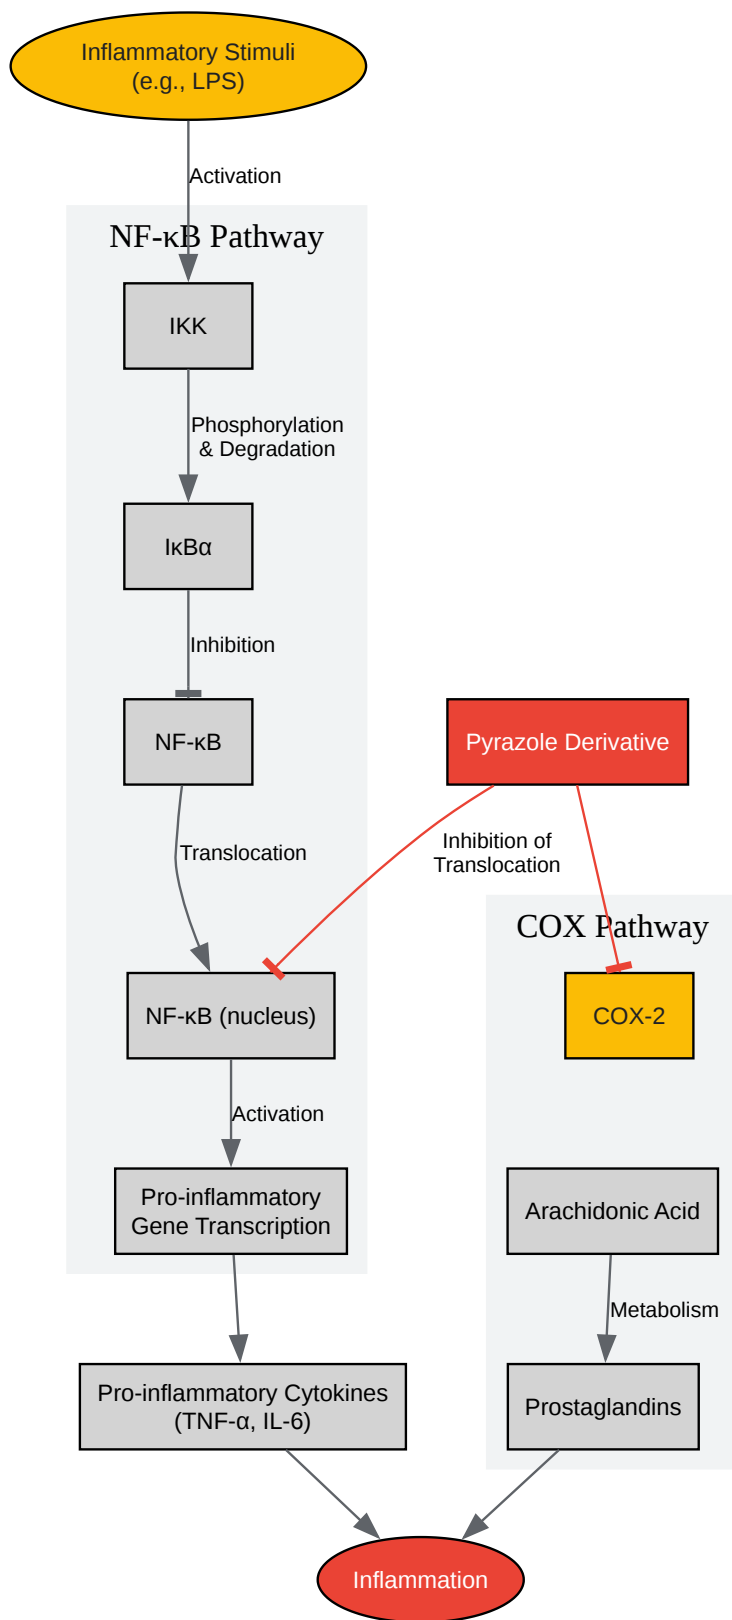 Inflammatory Stimuli
(e.g., LPS)
Activation
NF-κB Pathway
IKK
Phosphorylation
& Degradation
IκBα
Inhibition
NF-κB
Pyrazole Derivative
Translocation
Inhibition of
Translocation
COX Pathway
NF-κB (nucleus)
COX-2
Activation
Pro-inflammatory
Gene Transcription
Arachidonic Acid
Metabolism
Pro-inflammatory Cytokines
(TNF-α, IL-6)
Prostaglandins
Inflammation